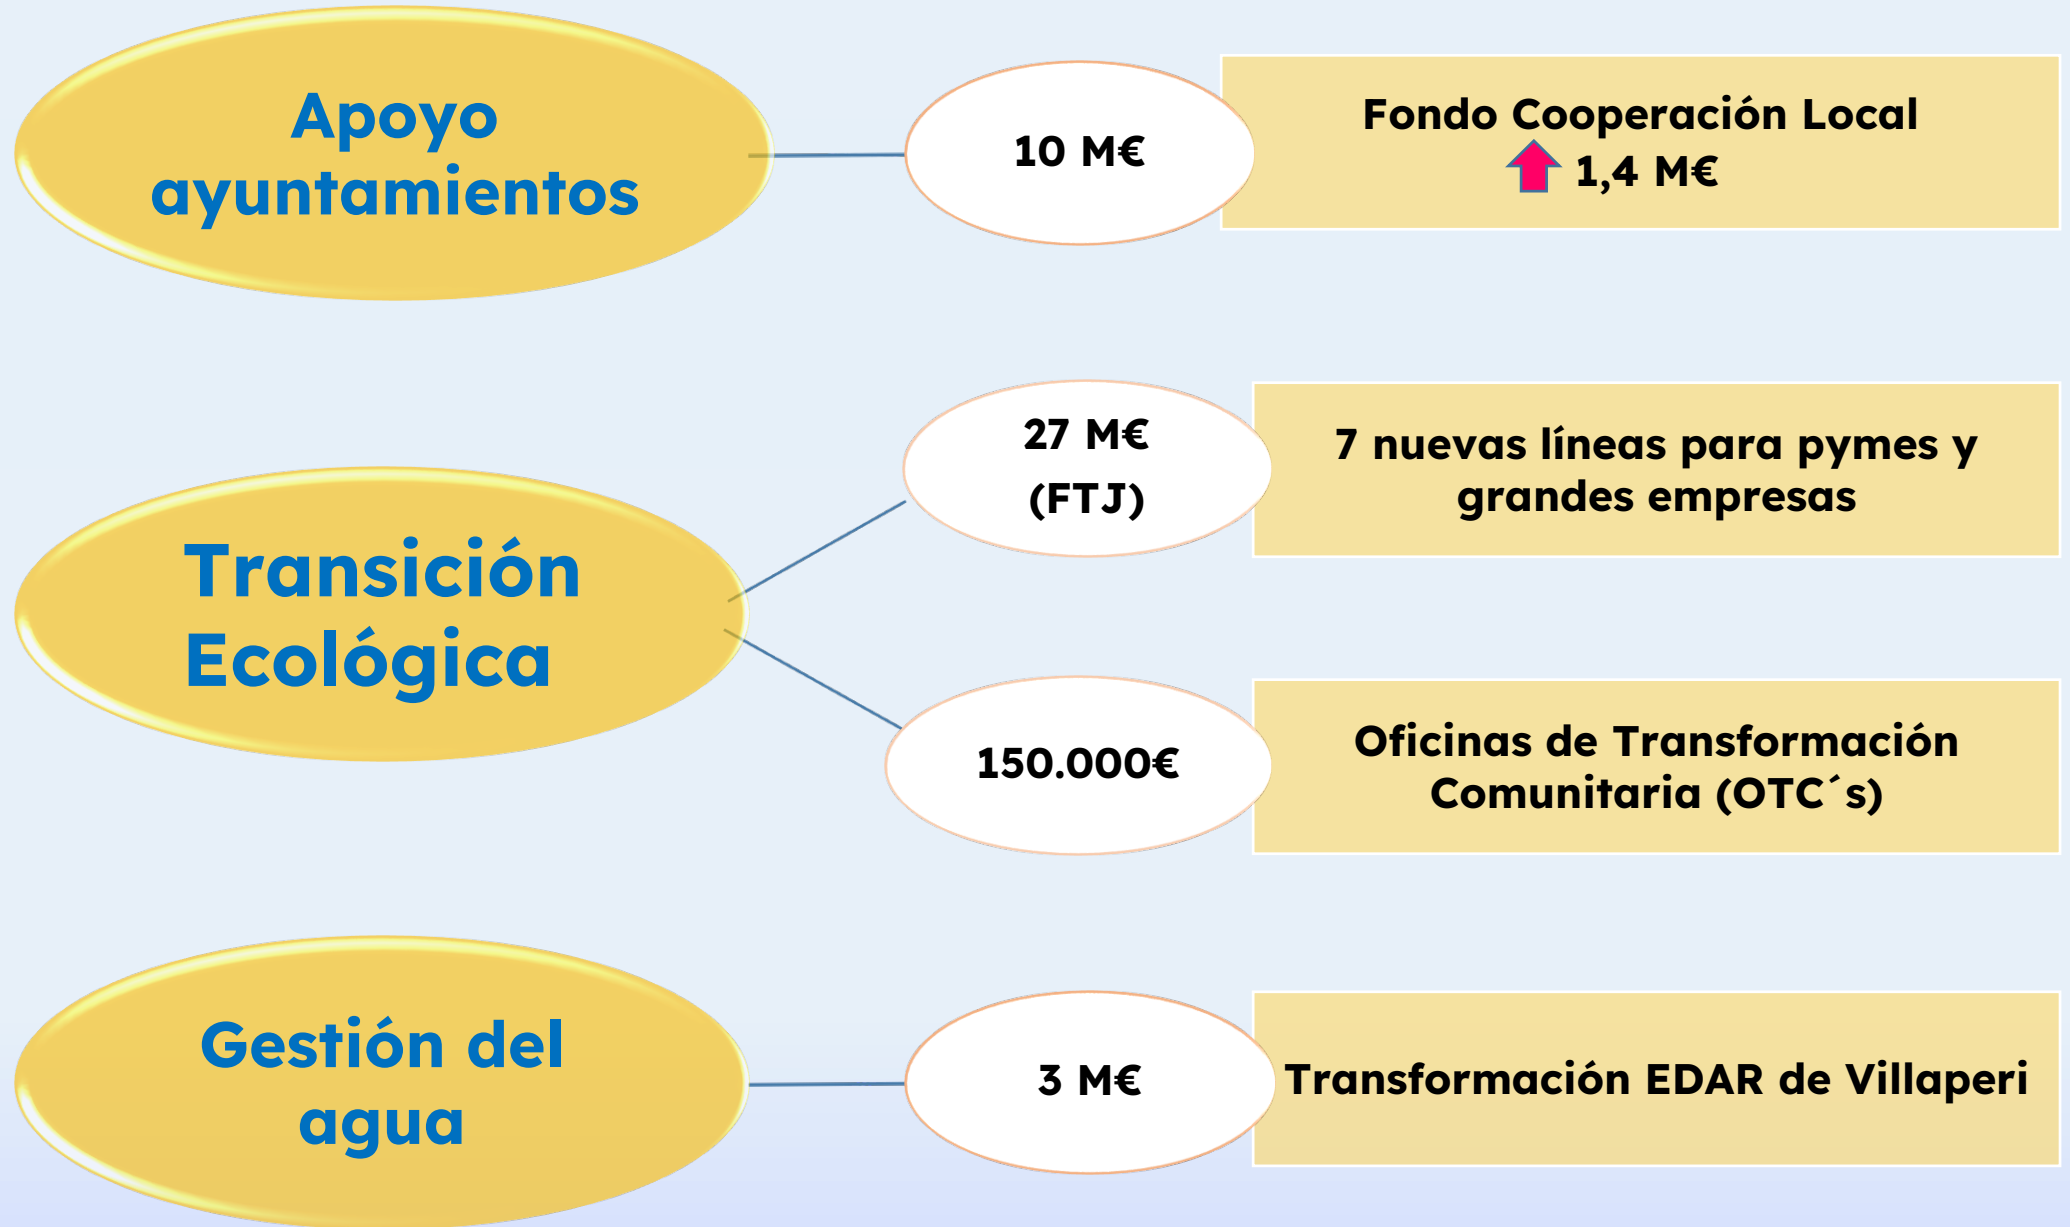 Apoyo
ayuntamientos
10 M€
Fondo Cooperación Local
1,4 M€
Transición
Ecológica
27 M€
(FTJ)
7 nuevas líneas para pymes y
grandes empresas
150.000€
Oficinas de Transformación
Comunitaria (OTC´s)
Gestión del
agua
3 M€
Transformación EDAR de Villaperi